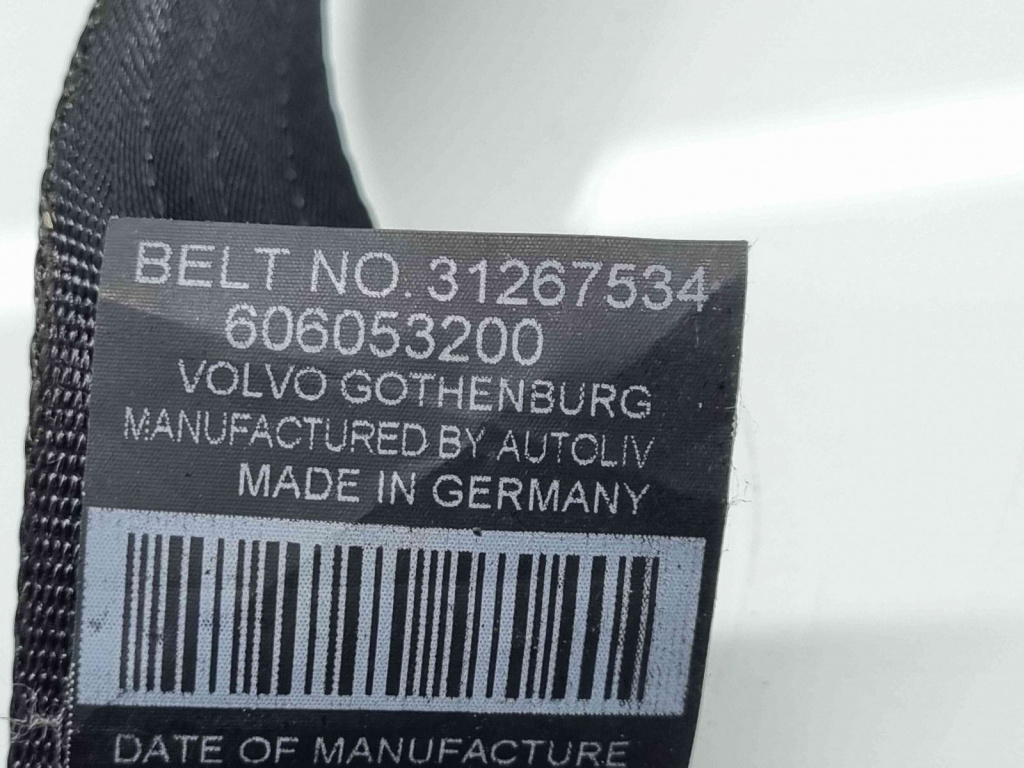 BELT NO. 31267534
606053200
VOLVO GOTHENBURG
MANUFACTURED BY AUTOLIV
MADE IN GERMANY
DATE OF MANUFACTURE